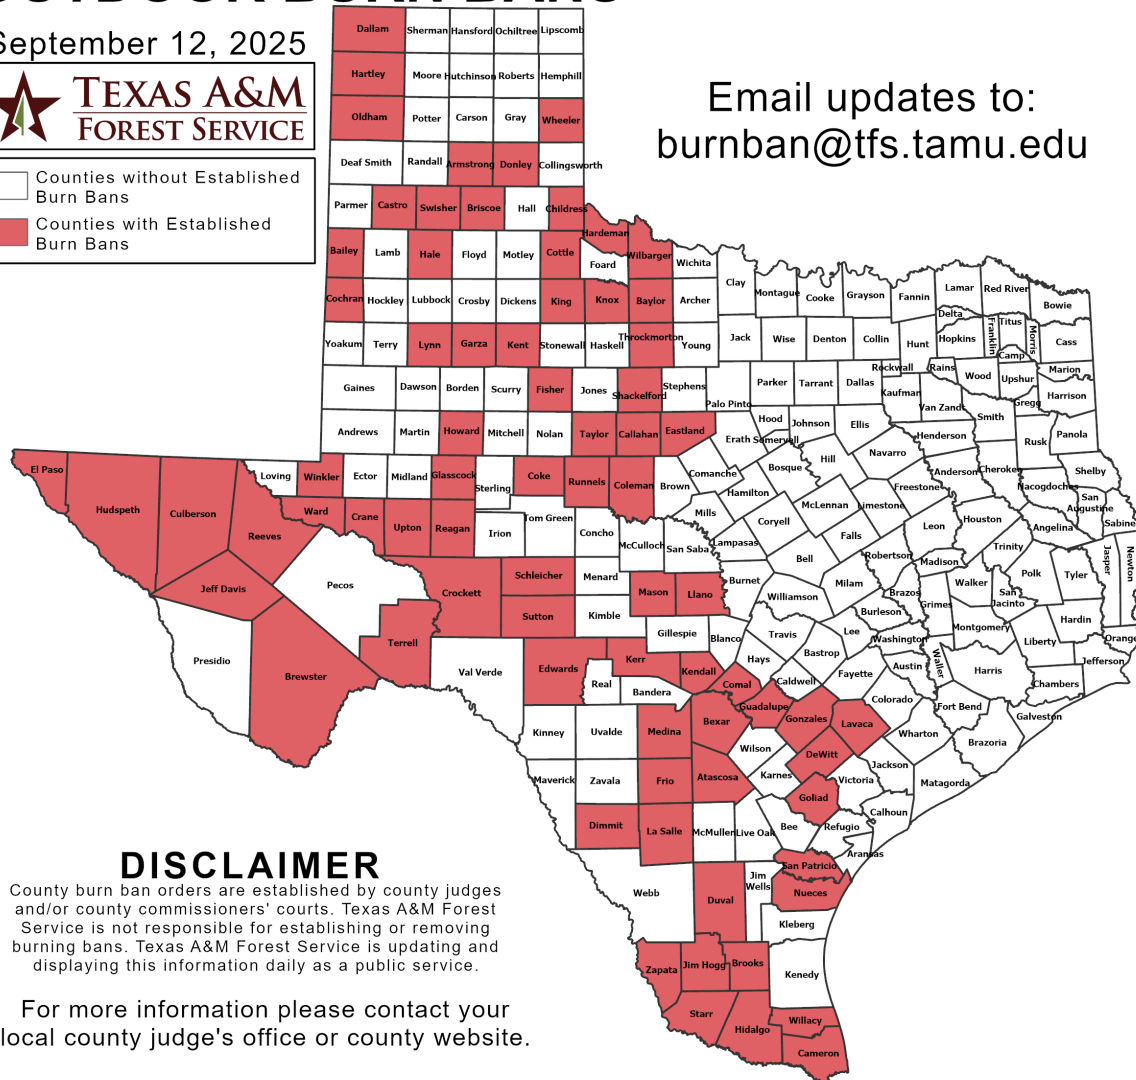 September 12, 2025
TEXAS A&M
FOREST SERVICE
Counties without Established
Burn Bans
Counties with Established
Burn Bans
Email updates to:
burnban@tfs.tamu.edu
Dallam Sherman Hansford Ochiltree Lipscomb
Hartley Moore Hutchinson Roberts Hemphill
Oldham Potter Carson Gray Wheeler
Deaf Smith Randall Armstrong Donley Collingsworth
Parmer Castro Swisher Briscoe Hall Childress
Hardeman
Bailey Lamb Hale Floyd Motley Cottle Foard Wilbarger Wichita
Clay Montague Cooke Grayson Fannin Lamar Red River Bowie
Cochran Hockley Lubbock Crosby Dickens King Knox Baylor Archer
Delta Franklin Titus Morris Cass
Yoakum Terry Lynn Garza Kent Stonewall Haskell Throckmorton Young Jack Wise Denton Collin Hunt Hopkins Camp
Rockwall Rains Wood Upshur Marion
Gaines Dawson Borden Scurry Fisher Jones Shackelford Stephens Palo Pinto Parker Tarrant Dallas Kaufman Van Zandt Smith Gregg Harrison
Andrews Martin Howard Mitchell Nolan Taylor Callahan Eastland Erath Hood Somervell Johnson Ellis Henderson Rusk Panola
El Paso Hudspeth Culberson Reeves Loving Winkler Ector Midland Glasscock Sterling Coke Runnels Coleman Brown Comanche Bosque Hill Navarro Anderson Cherokee Shelby
Ward Crane Upton Reagan Irion Tom Green Concho McCulloch San Saba Mills Hamilton McLennan Limestone Freestone Nacogdoches San
Augustine Sabine
Lampasas Coryell Falls Leon Houston Angelina
Jeff Davis Pecos Crockett Schleicher Menard Mason Llano Burnet Bell Robertson Madison Trinity Jasper Newton
Sutton Kimble Williamson Milam Brazos Grimes Walker San
Jacinto Polk Tyler
Terrell Gillespie Blanco Travis Lee Burleson Washington Montgomery Liberty Hardin Orange
Presidio Brewster Val Verde Edwards Real Kerr Bandera Kendall Hays Caldwell Bastrop Fayette Austin Waller Harris Chambers Jefferson
Comal Guadalupe Gonzales Lavaca Colorado Fort Bend Galveston
Kinney Uvalde Medina Bexar Wilson DeWitt Wharton Brazoria
Maverick Zavala Frio Atascosa Karnes Goliad Victoria Jackson Matagorda
Dimmit La Salle McMullen Live Oak Bee Refugio Calhoun
Aransas
San Patricio
Webb Duval Jim
Wells Nueces
Kleberg
Zapata Jim Hogg Brooks Kenedy
Starr Hidalgo Willacy
Cameron
DISCLAIMER
County burn ban orders are established by county judges
and/or county commissioners' courts. Texas A&M Forest
Service is not responsible for establishing or removing
burning bans. Texas A&M Forest Service is updating and
displaying this information daily as a public service.
For more information please contact your
local county judge's office or county website.